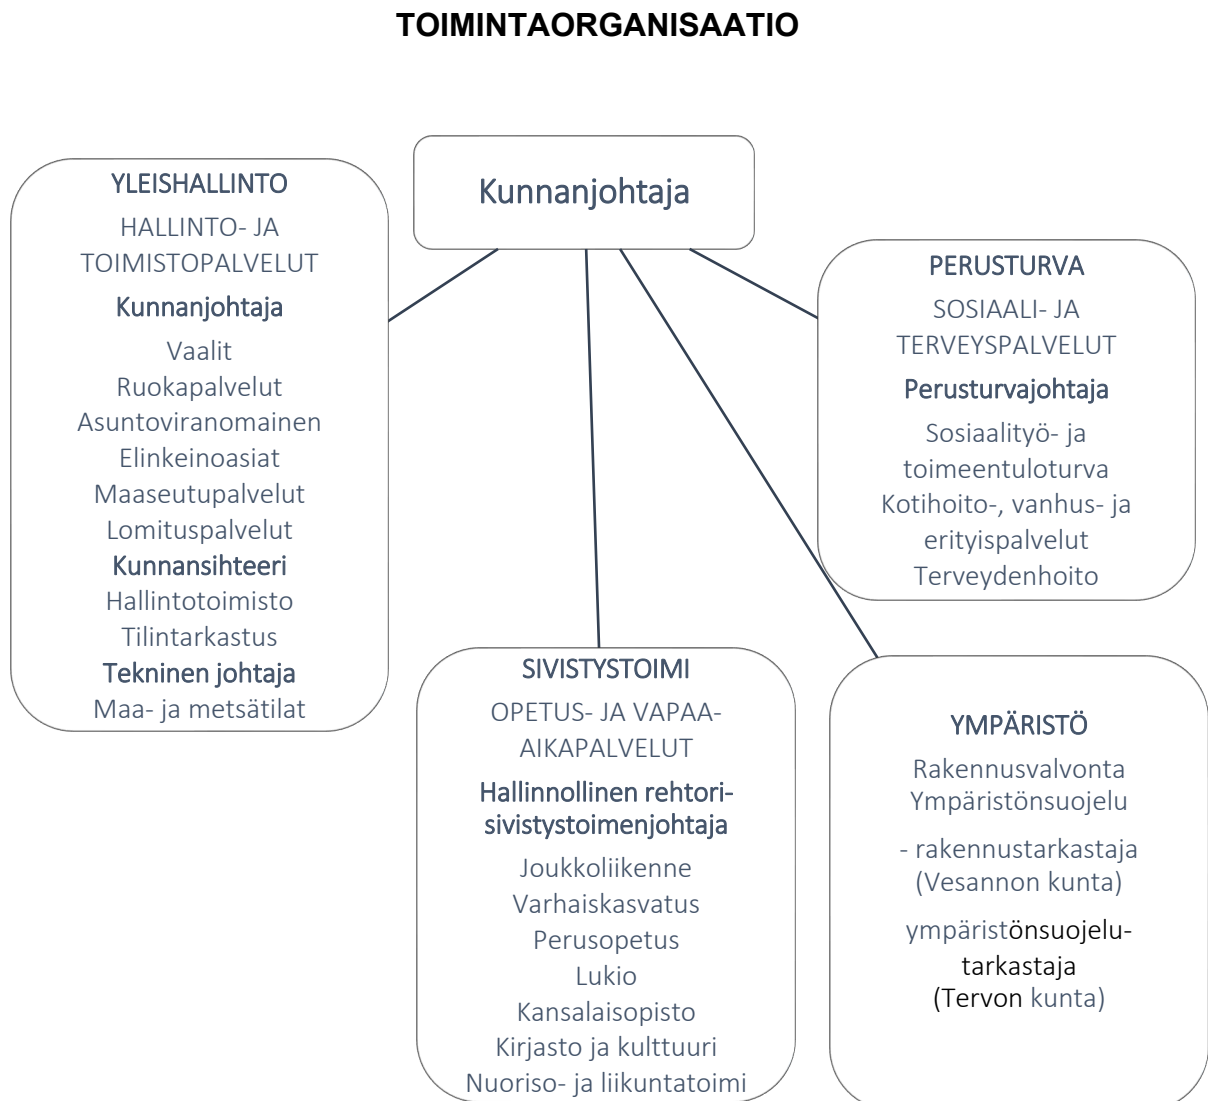 TOIMINTAORGANISAATIO
Kunnanjohtaja
YLEISHALLINTO
HALLINTO- JA
TOIMISTOPALVELUT
Kunnanjohtaja
Vaalit
Ruokapalvelut
Asuntoviranomainen
Elinkeinoasiat
Maaseutupalvelut
Lomituspalvelut
Kunnansihteeri
Hallintotoimisto
Tilintarkastus
Tekninen johtaja
Maa- ja metsätilat
SIVISTYSTOIMI
OPETUS- JA VAPAA-
AIKAPALVELUT
Hallinnollinen rehtori-
sivistystoimenjohtaja
Joukkoliikenne
Varhaiskasvatus
Perusopetus
Lukio
Kansalaisopisto
Kirjasto ja kulttuuri
Nuoriso- ja liikuntatoimi
PERUSTURVA
SOSIAALI- JA
TERVEYSPALVELUT
Perusturvajohtaja
Sosiaalityö- ja
toimeentuloturva
Kotihoito-, vanhus- ja
erityispalvelut
Terveydenhoito
YMPÄRISTÖ
Rakennusvalvonta
Ympäristönsuojelu
- rakennustarkastaja
(Vesannon kunta)
ympäristönsuojelu-
tarkastaja
(Tervon kunta)